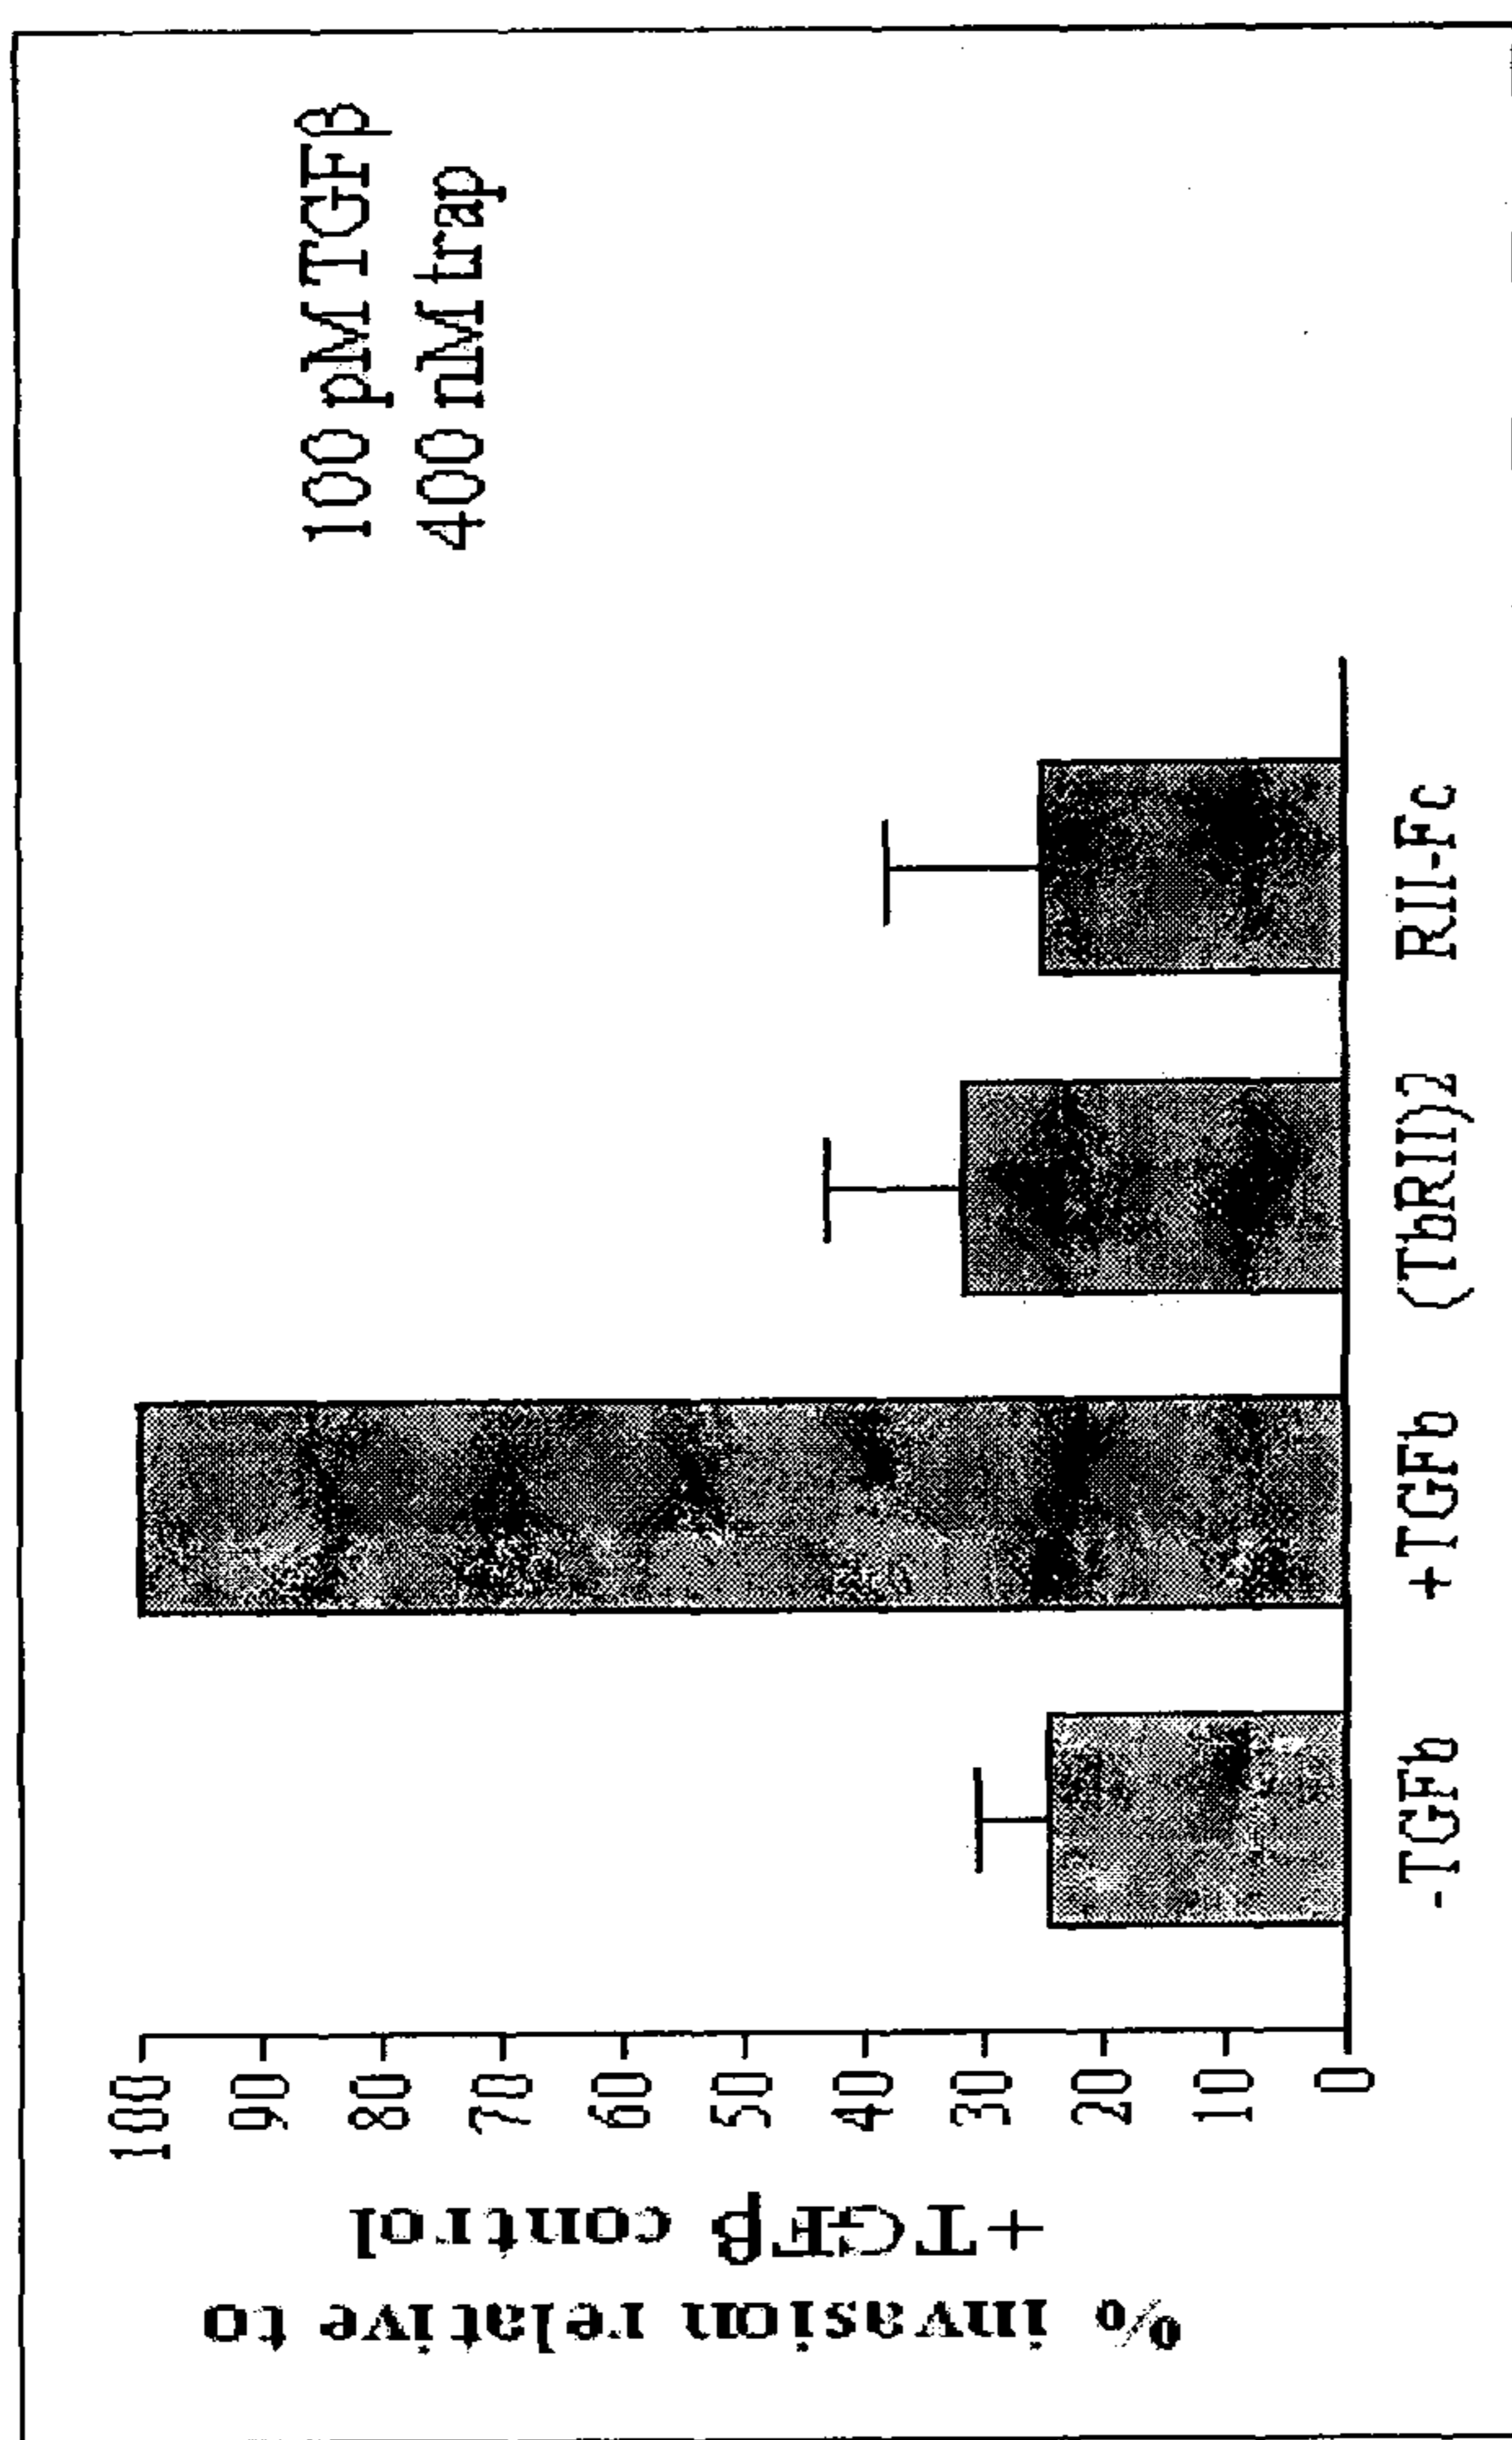 100 pM TGFβ
400 nM trap
% invasion relative to
+TGFβ control
100
90
80
70
60
50
40
30
20
10
0
-TGFb +TGFb (TbRII)2 RII-Fc